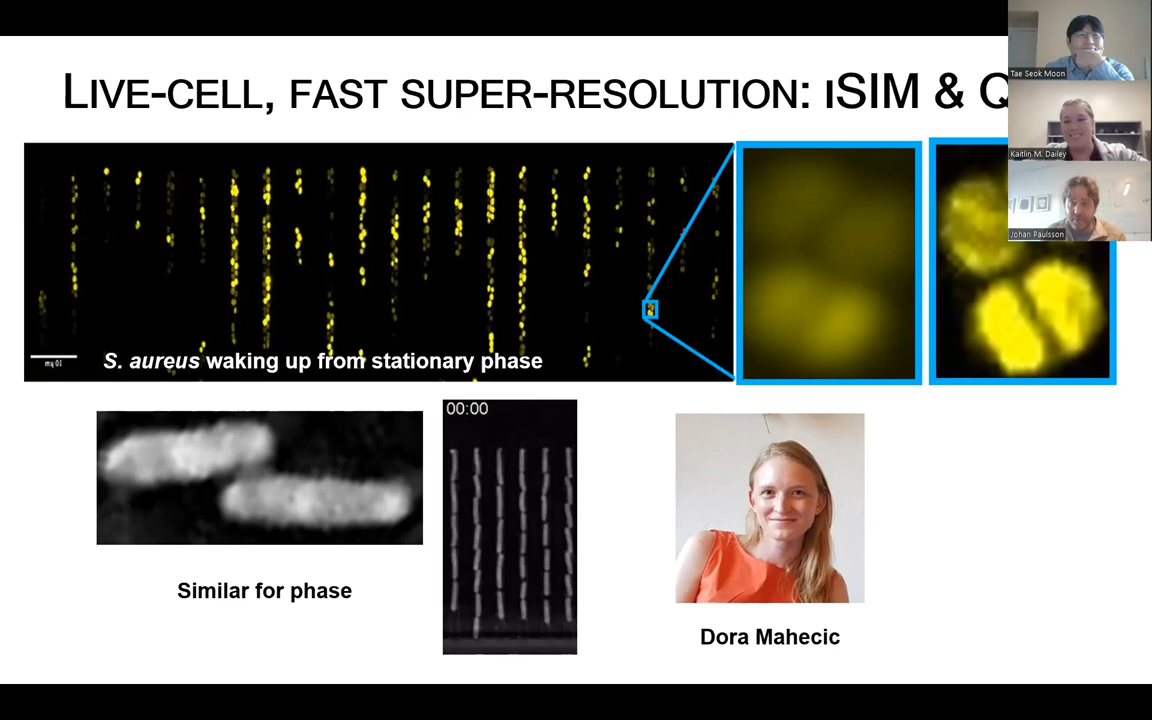 LIVE-CELL, FAST SUPER-RESOLUTION: ISIM & Q
Tae Seok Moon
Kaitlin M. Dailey
Johan Paulsson
S. aureus waking up from stationary phase
00:00
Similar for phase
Dora Mahecic